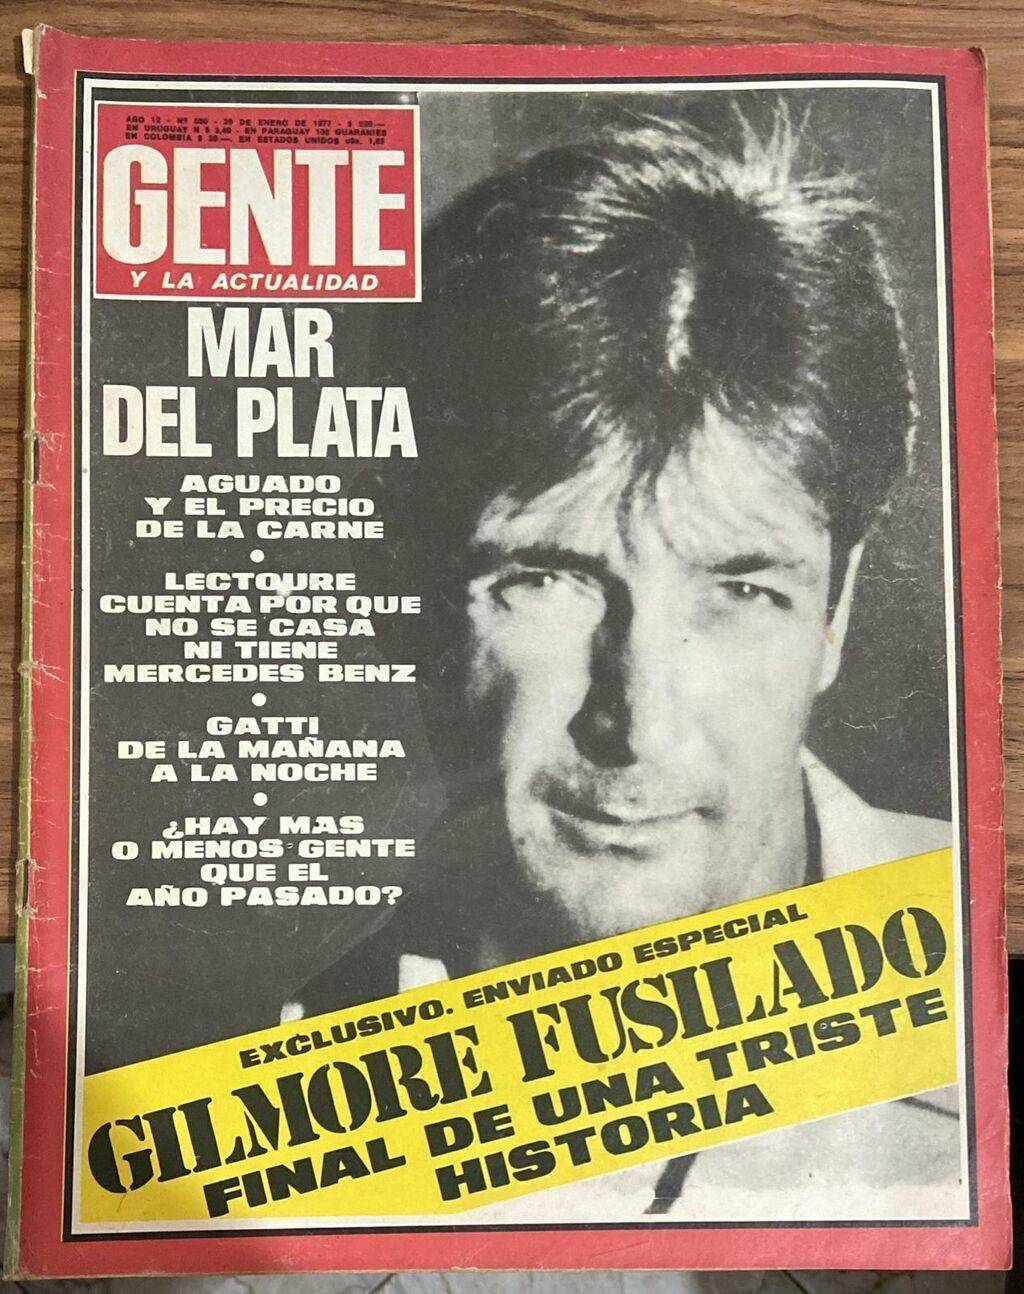 AÑO 12 - Nº 600 - 20 DE ENERO DE 1977 - $ 220.—
EN URUGUAY N $ 3,40 - EN PARAGUAY 130 GUARANIES
EN COLOMBIA $ 30.—. EN ESTADOS UNIDOS u$s. 1,65
GENTE
Y LA ACTUALIDAD
MAR
DEL PLATA
AGUADO
Y EL PRECIO
DE LA CARNE
•
LECTOURE
CUENTA POR QUE
NO SE CASA
NI TIENE
MERCEDES BENZ
•
GATTI
DE LA MAÑANA
A LA NOCHE
•
¿HAY MAS
O MENOS GENTE
QUE EL
AÑO PASADO?
EXCLUSIVO. ENVIADO ESPECIAL
GILMORE FUSILADO
FINAL DE UNA TRISTE
HISTORIA